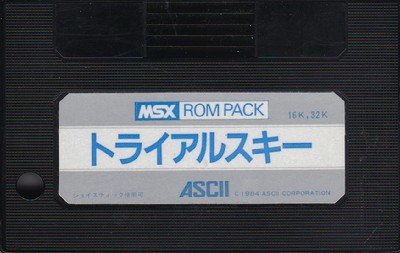 MSX ROM PACK
16K, 32K
トライアルスキー
ジョイスティック使用可
ASCII
© 1984 ASCII CORPORATION